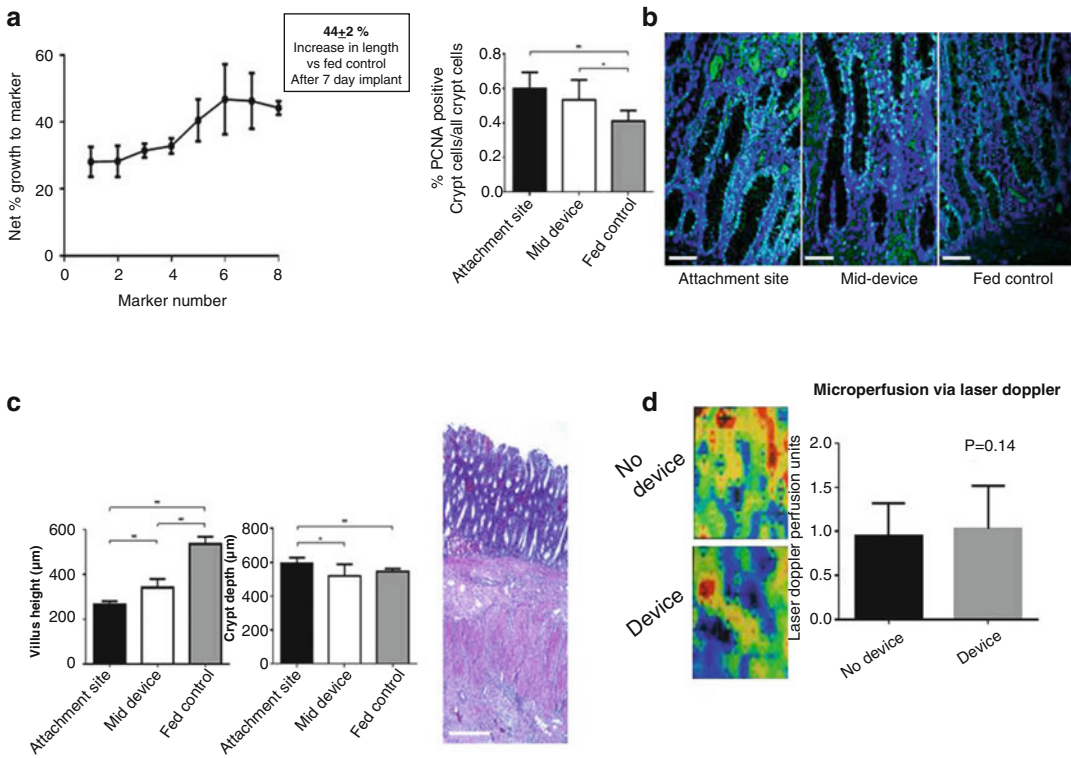 a
44±2 %
Increase in length
vs fed control
After 7 day implant
60
40
20
0
Net % growth to marker
0 2 4 6 8
Marker number
0.8
0.6
0.4
0.2
0.0
% PCNA positive
Crypt cells/all crypt cells
** 
*
Attachment site
Mid device
Fed control
b
Attachment site Mid-device Fed control
c
600
400
200
0
Villus height (µm)
**
**
**
Attachment site
Mid device
Fed control
800
600
400
600
0
Crypt depth (µm)
**
*
Attachment site
Mid device
Fed control
d
No
device
Device
Microperfusion via laser doppler
2.0
1.5
1.0
0.5
0.0
Laser doppler perfusion units
P=0.14
No device
Device